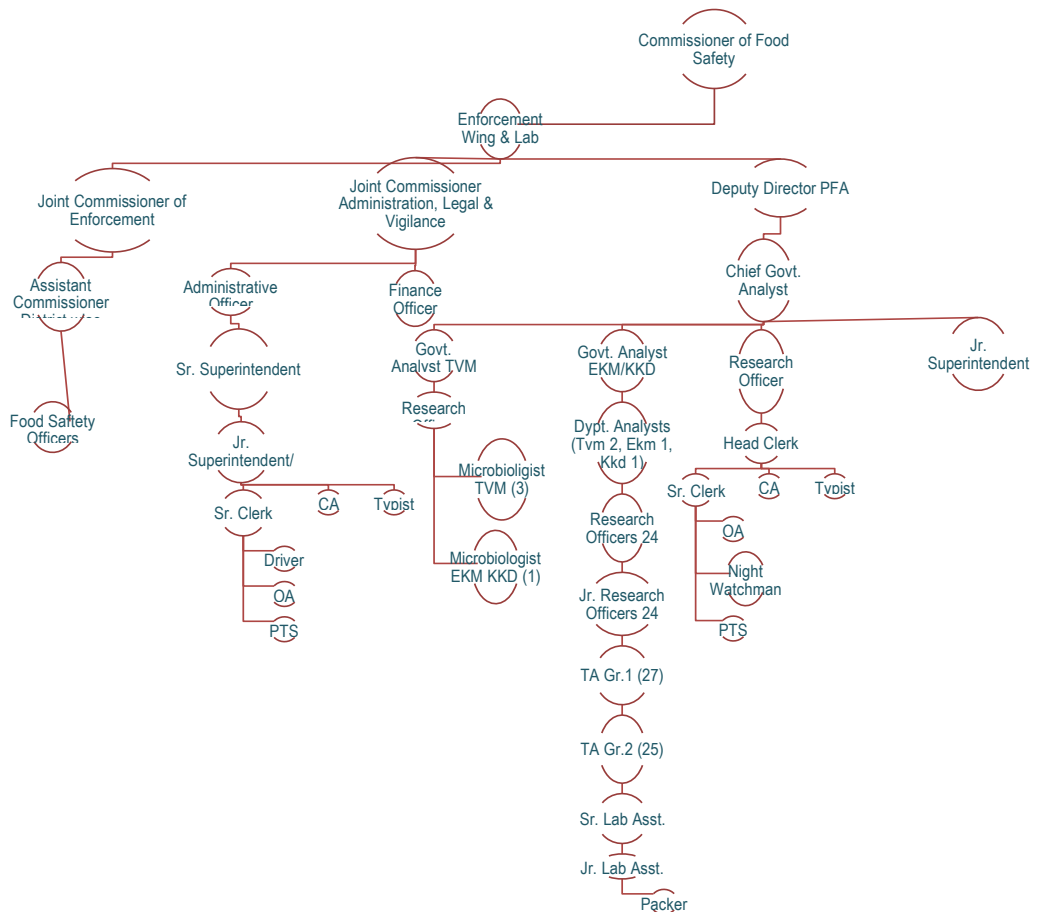 Commissioner of Food
Safety
Enforcement
Wing & Lab
Joint Commissioner of
Enforcement
Joint Commissioner
Administration, Legal &
Vigilance
Deputy Director PFA
Assistant
Commissioner
Administrative
Officer
Finance
Officer
Chief Govt.
Analyst
Food Saftety
Officers
Sr. Superintendent
Govt.
Analyst TVM
Govt. Analyst
EKM/KKD
Research
Officer
Jr.
Superintendent
Jr.
Superintendent/
Research
Dypt. Analysts
(Tvm 2, Ekm 1,
Kkd 1)
Head Clerk
Sr. Clerk
CA
Typist
Microbioligist
TVM (3)
Sr. Clerk
CA
Typist
Driver
OA
PTS
Microbiologist
EKM KKD (1)
Research
Officers 24
OA
Night
Watchman
PTS
Jr. Research
Officers 24
TA Gr.1 (27)
TA Gr.2 (25)
Sr. Lab Asst.
Jr. Lab Asst.
Packer